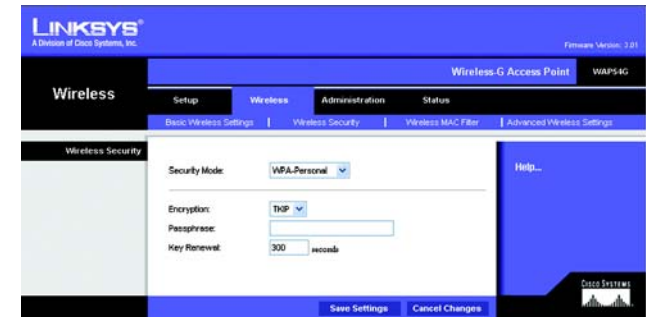 LINKSYS®
A Division of Cisco Systems, Inc.
Firmware Version: 3.01
Wireless-G Access Point WAP54G
Wireless
Setup Wireless Administration Status
Basic Wireless Settings | Wireless Security | Wireless MAC Filter | Advanced Wireless Settings
Wireless Security
Security Mode: WPA-Personal
Help...
Encryption: TKIP
Passphrase:
Key Renewal: 300 seconds
CISCO SYSTEMS
Save Settings Cancel Changes